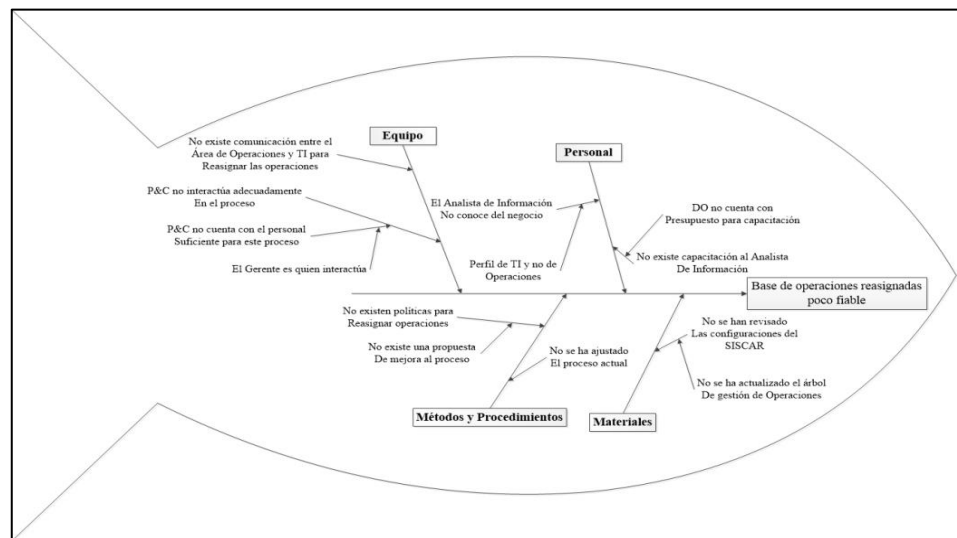 Equipo
No existe comunicación entre el
Área de Operaciones y TI para
Reasignar las operaciones
P&C no interactúa adecuadamente
En el proceso
P&C no cuenta con el personal
Suficiente para este proceso
El Gerente es quien interactúa
Personal
El Analista de Información
No conoce del negocio
Perfil de TI y no de
Operaciones
DO no cuenta con
Presupuesto para capacitación
No existe capacitación al Analista
De Información
Base de operaciones reasignadas
poco fiable
No existen políticas para
Reasignar operaciones
No existe una propuesta
De mejora al proceso
No se ha ajustado
El proceso actual
Métodos y Procedimientos
No se han revisado
Las configuraciones del
SISCAR
No se ha actualizado el árbol
De gestión de Operaciones
Materiales